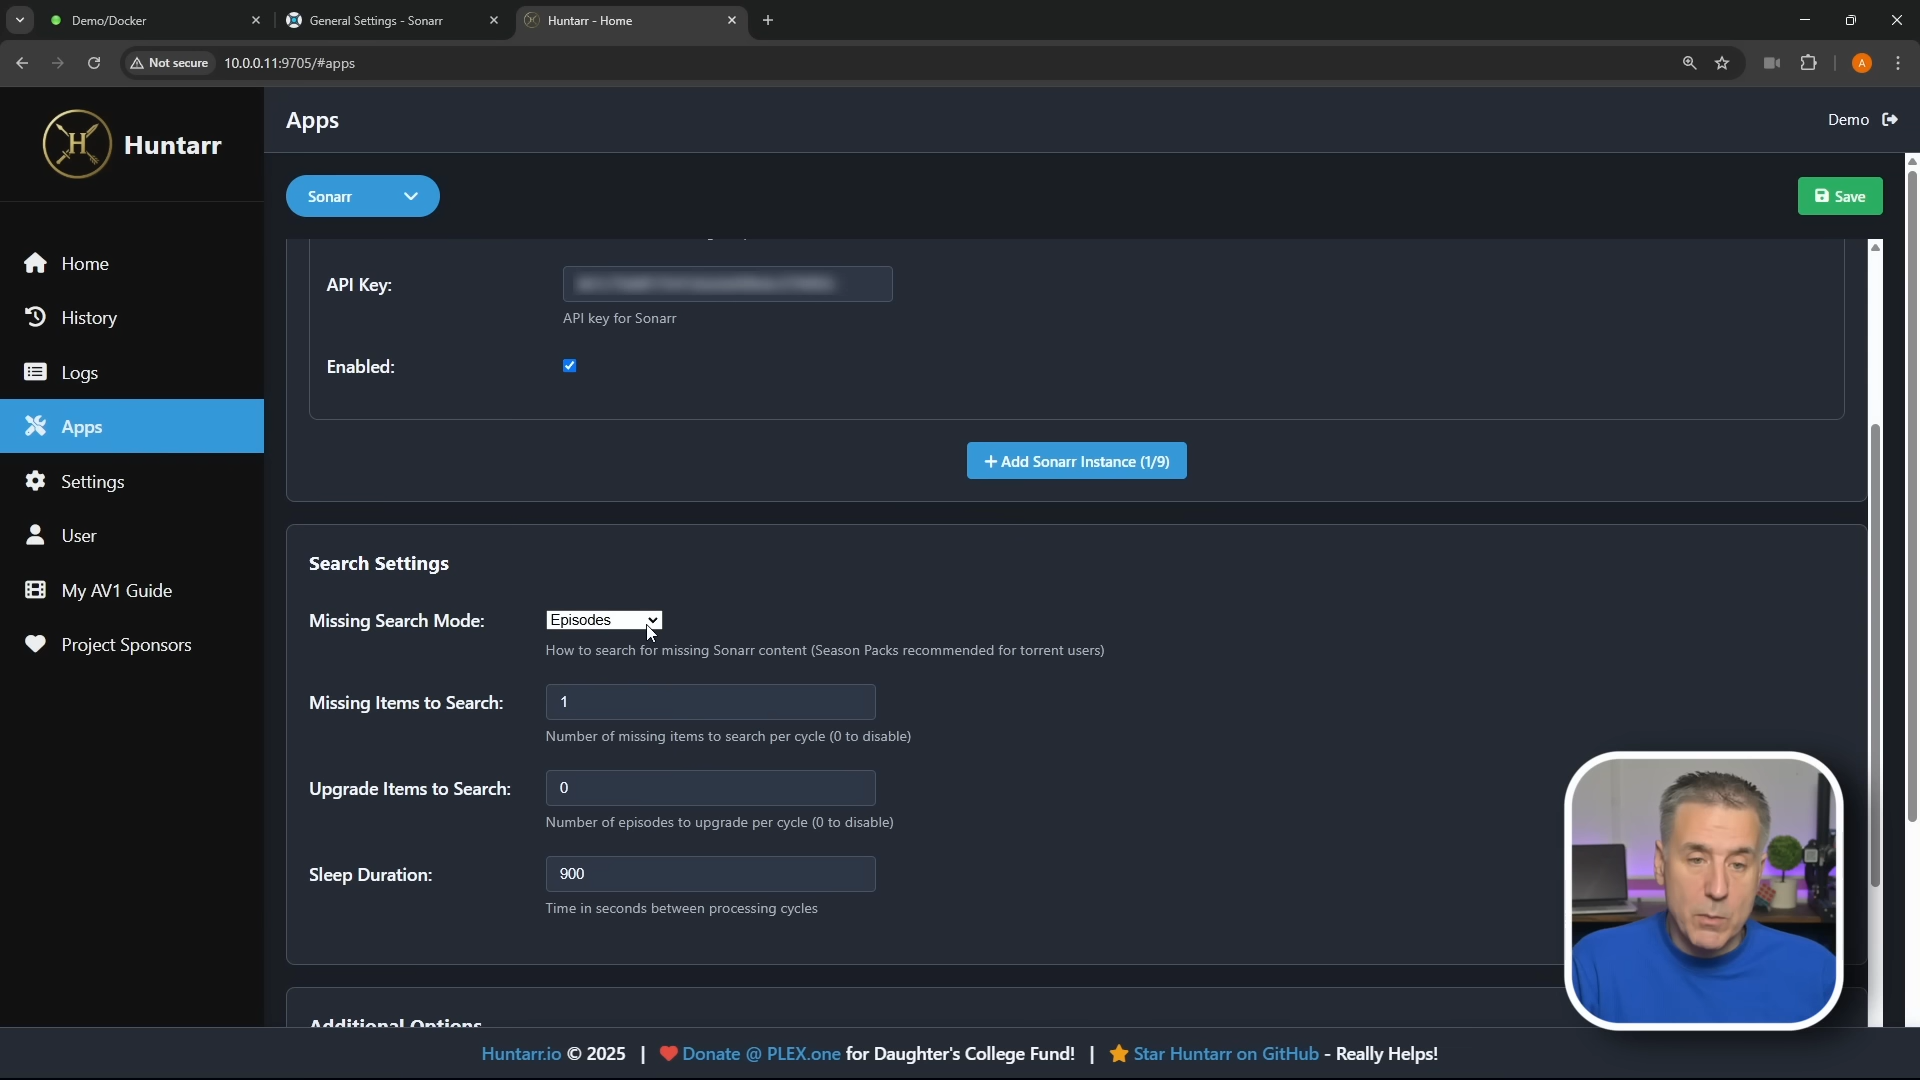 Demo/Docker
General Settings - Sonarr
Huntarr - Home
Not secure
10.0.0.11:9705/#apps
A
H
Huntarr
Apps
Demo
Sonarr
Save
Home
History
Logs
Apps
Settings
User
My AV1 Guide
Project Sponsors
API Key:
API key for Sonarr
Enabled:
+ Add Sonarr Instance (1/9)
Search Settings
Missing Search Mode:
Episodes
How to search for missing Sonarr content (Season Packs recommended for torrent users)
Missing Items to Search:
1
Number of missing items to search per cycle (0 to disable)
Upgrade Items to Search:
0
Number of episodes to upgrade per cycle (0 to disable)
Sleep Duration:
900
Time in seconds between processing cycles
Additional Options
Huntarr.io © 2025 | Donate @ PLEX.one for Daughter's College Fund! | Star Huntarr on GitHub - Really Helps!